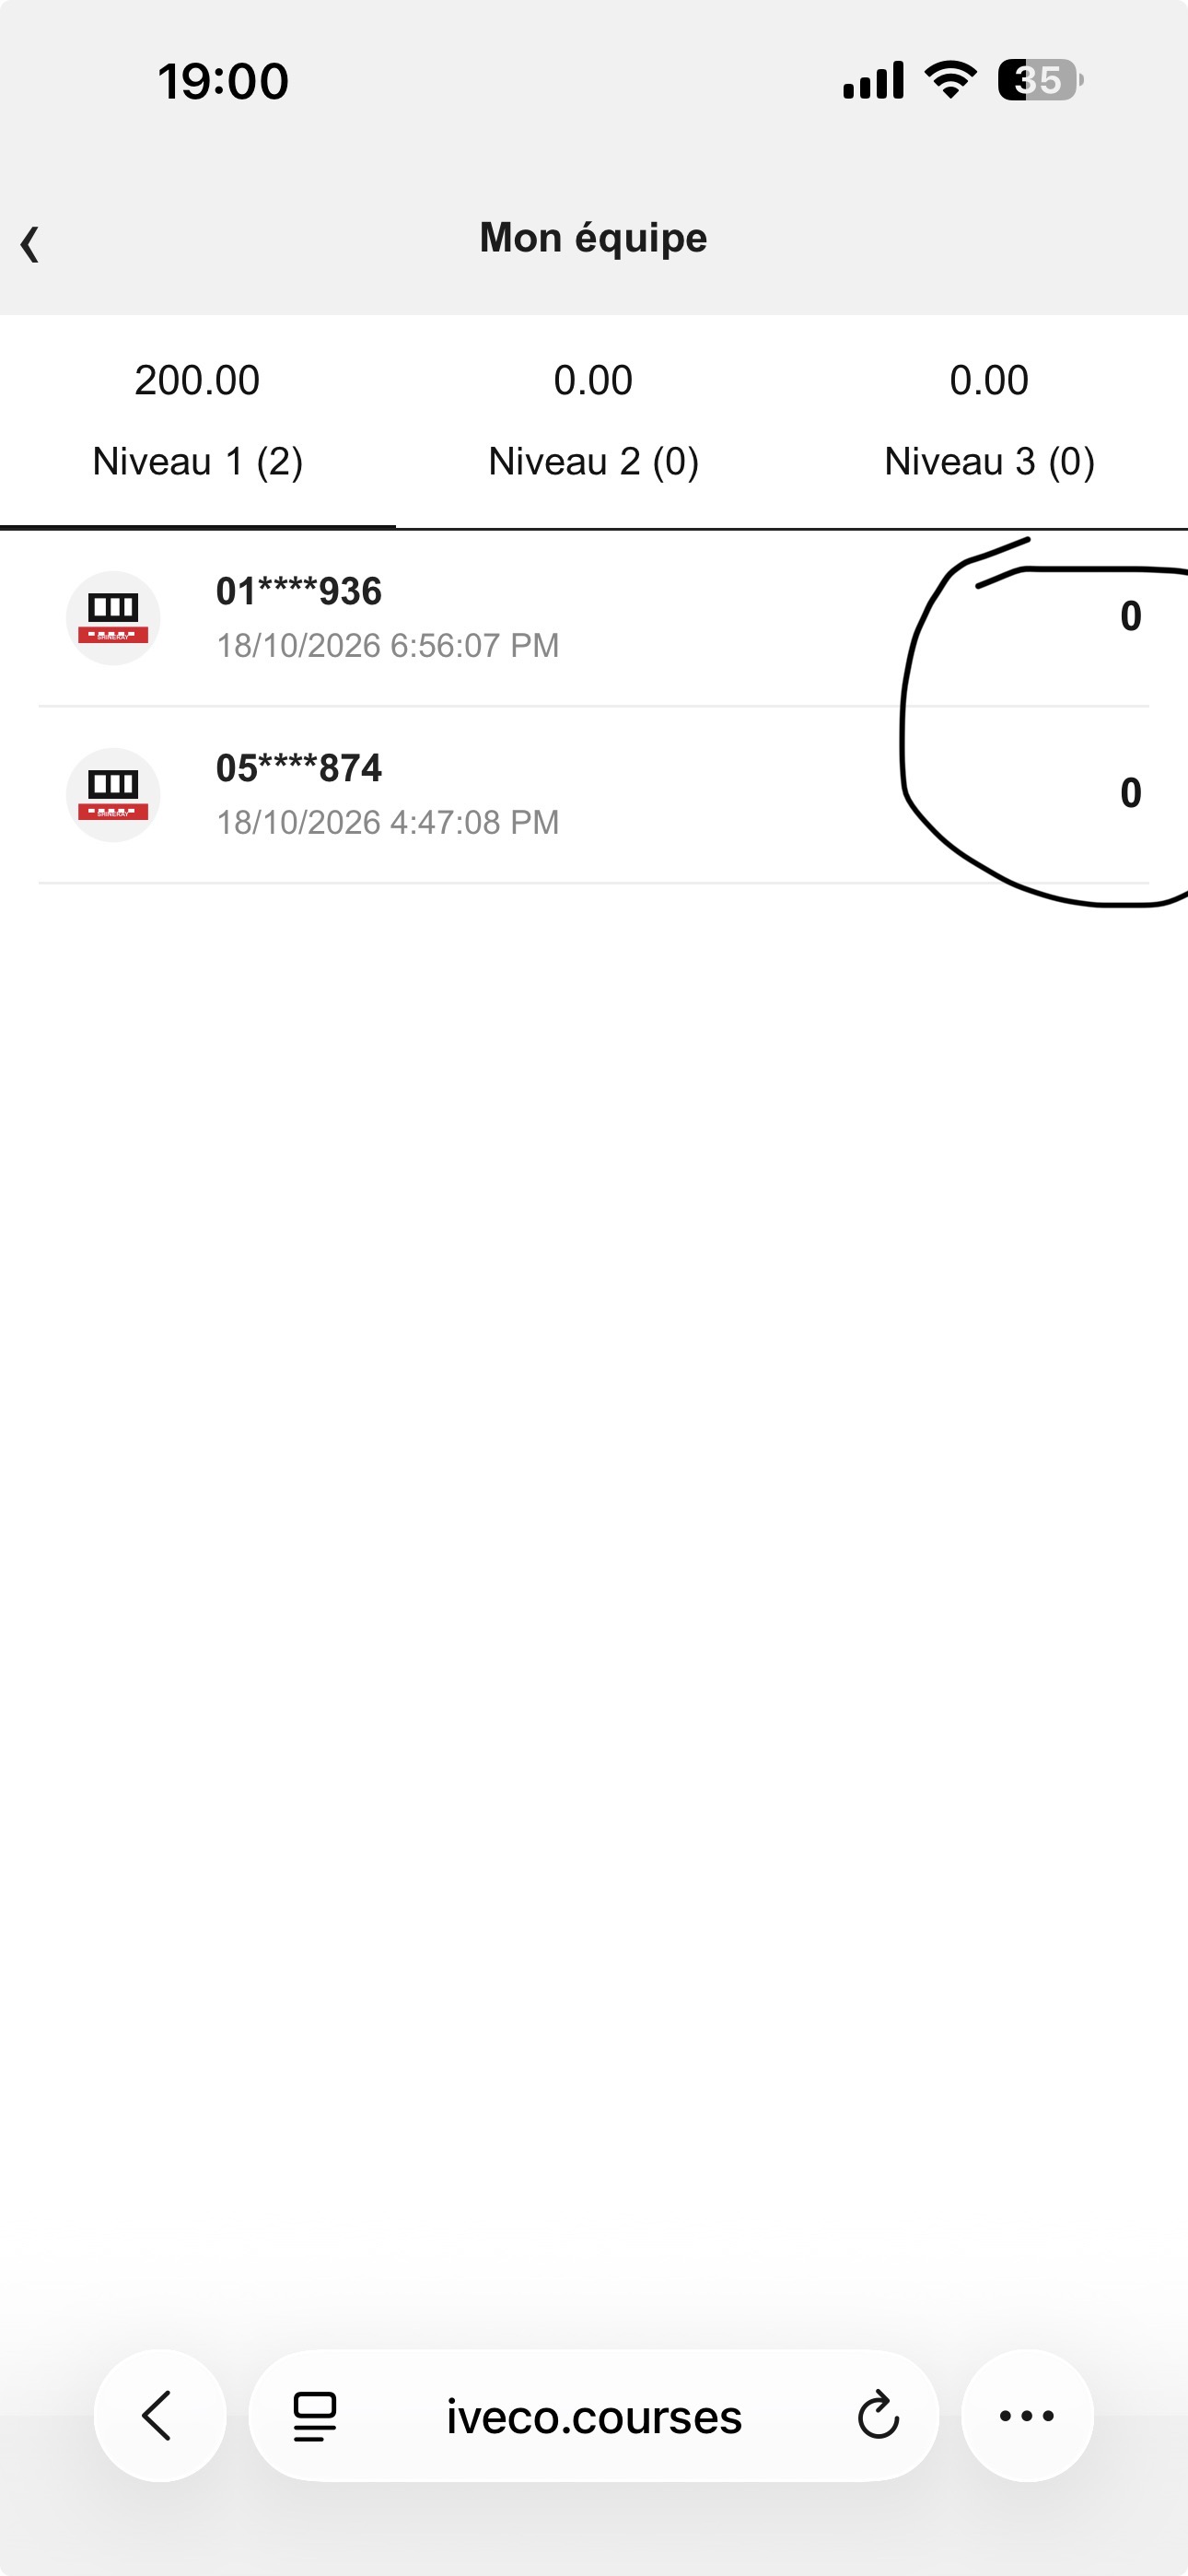 19:00
35
Mon équipe
200.00 0.00 0.00
Niveau 1 (2) Niveau 2 (0) Niveau 3 (0)
01****936
18/10/2026 6:56:07 PM
0
05****874
18/10/2026 4:47:08 PM
0
iveco.courses